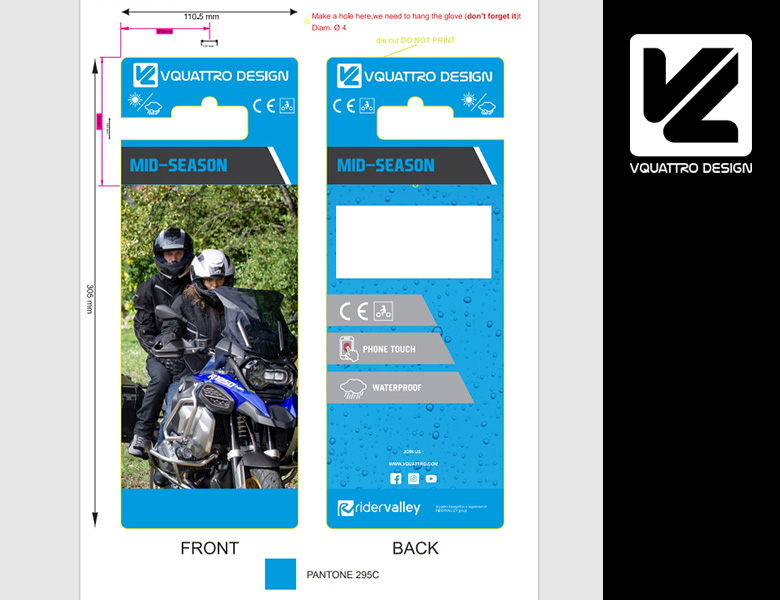 110.5 mm
Make a hole here,we need to hang the glove (don't forget it)t
Diam. Ø 4
die cut DO NOT PRINT
VQUATTRO DESIGN
CE
MID-SEASON
R1250
305 mm
FRONT
VQUATTRO DESIGN
CE
MID-SEASON
CE
PHONE TOUCH
WATERPROOF
JOIN US :
WWW.VQUATTRO.COM
ridervalley
BACK
PANTONE 295C
VQUATTRO DESIGN